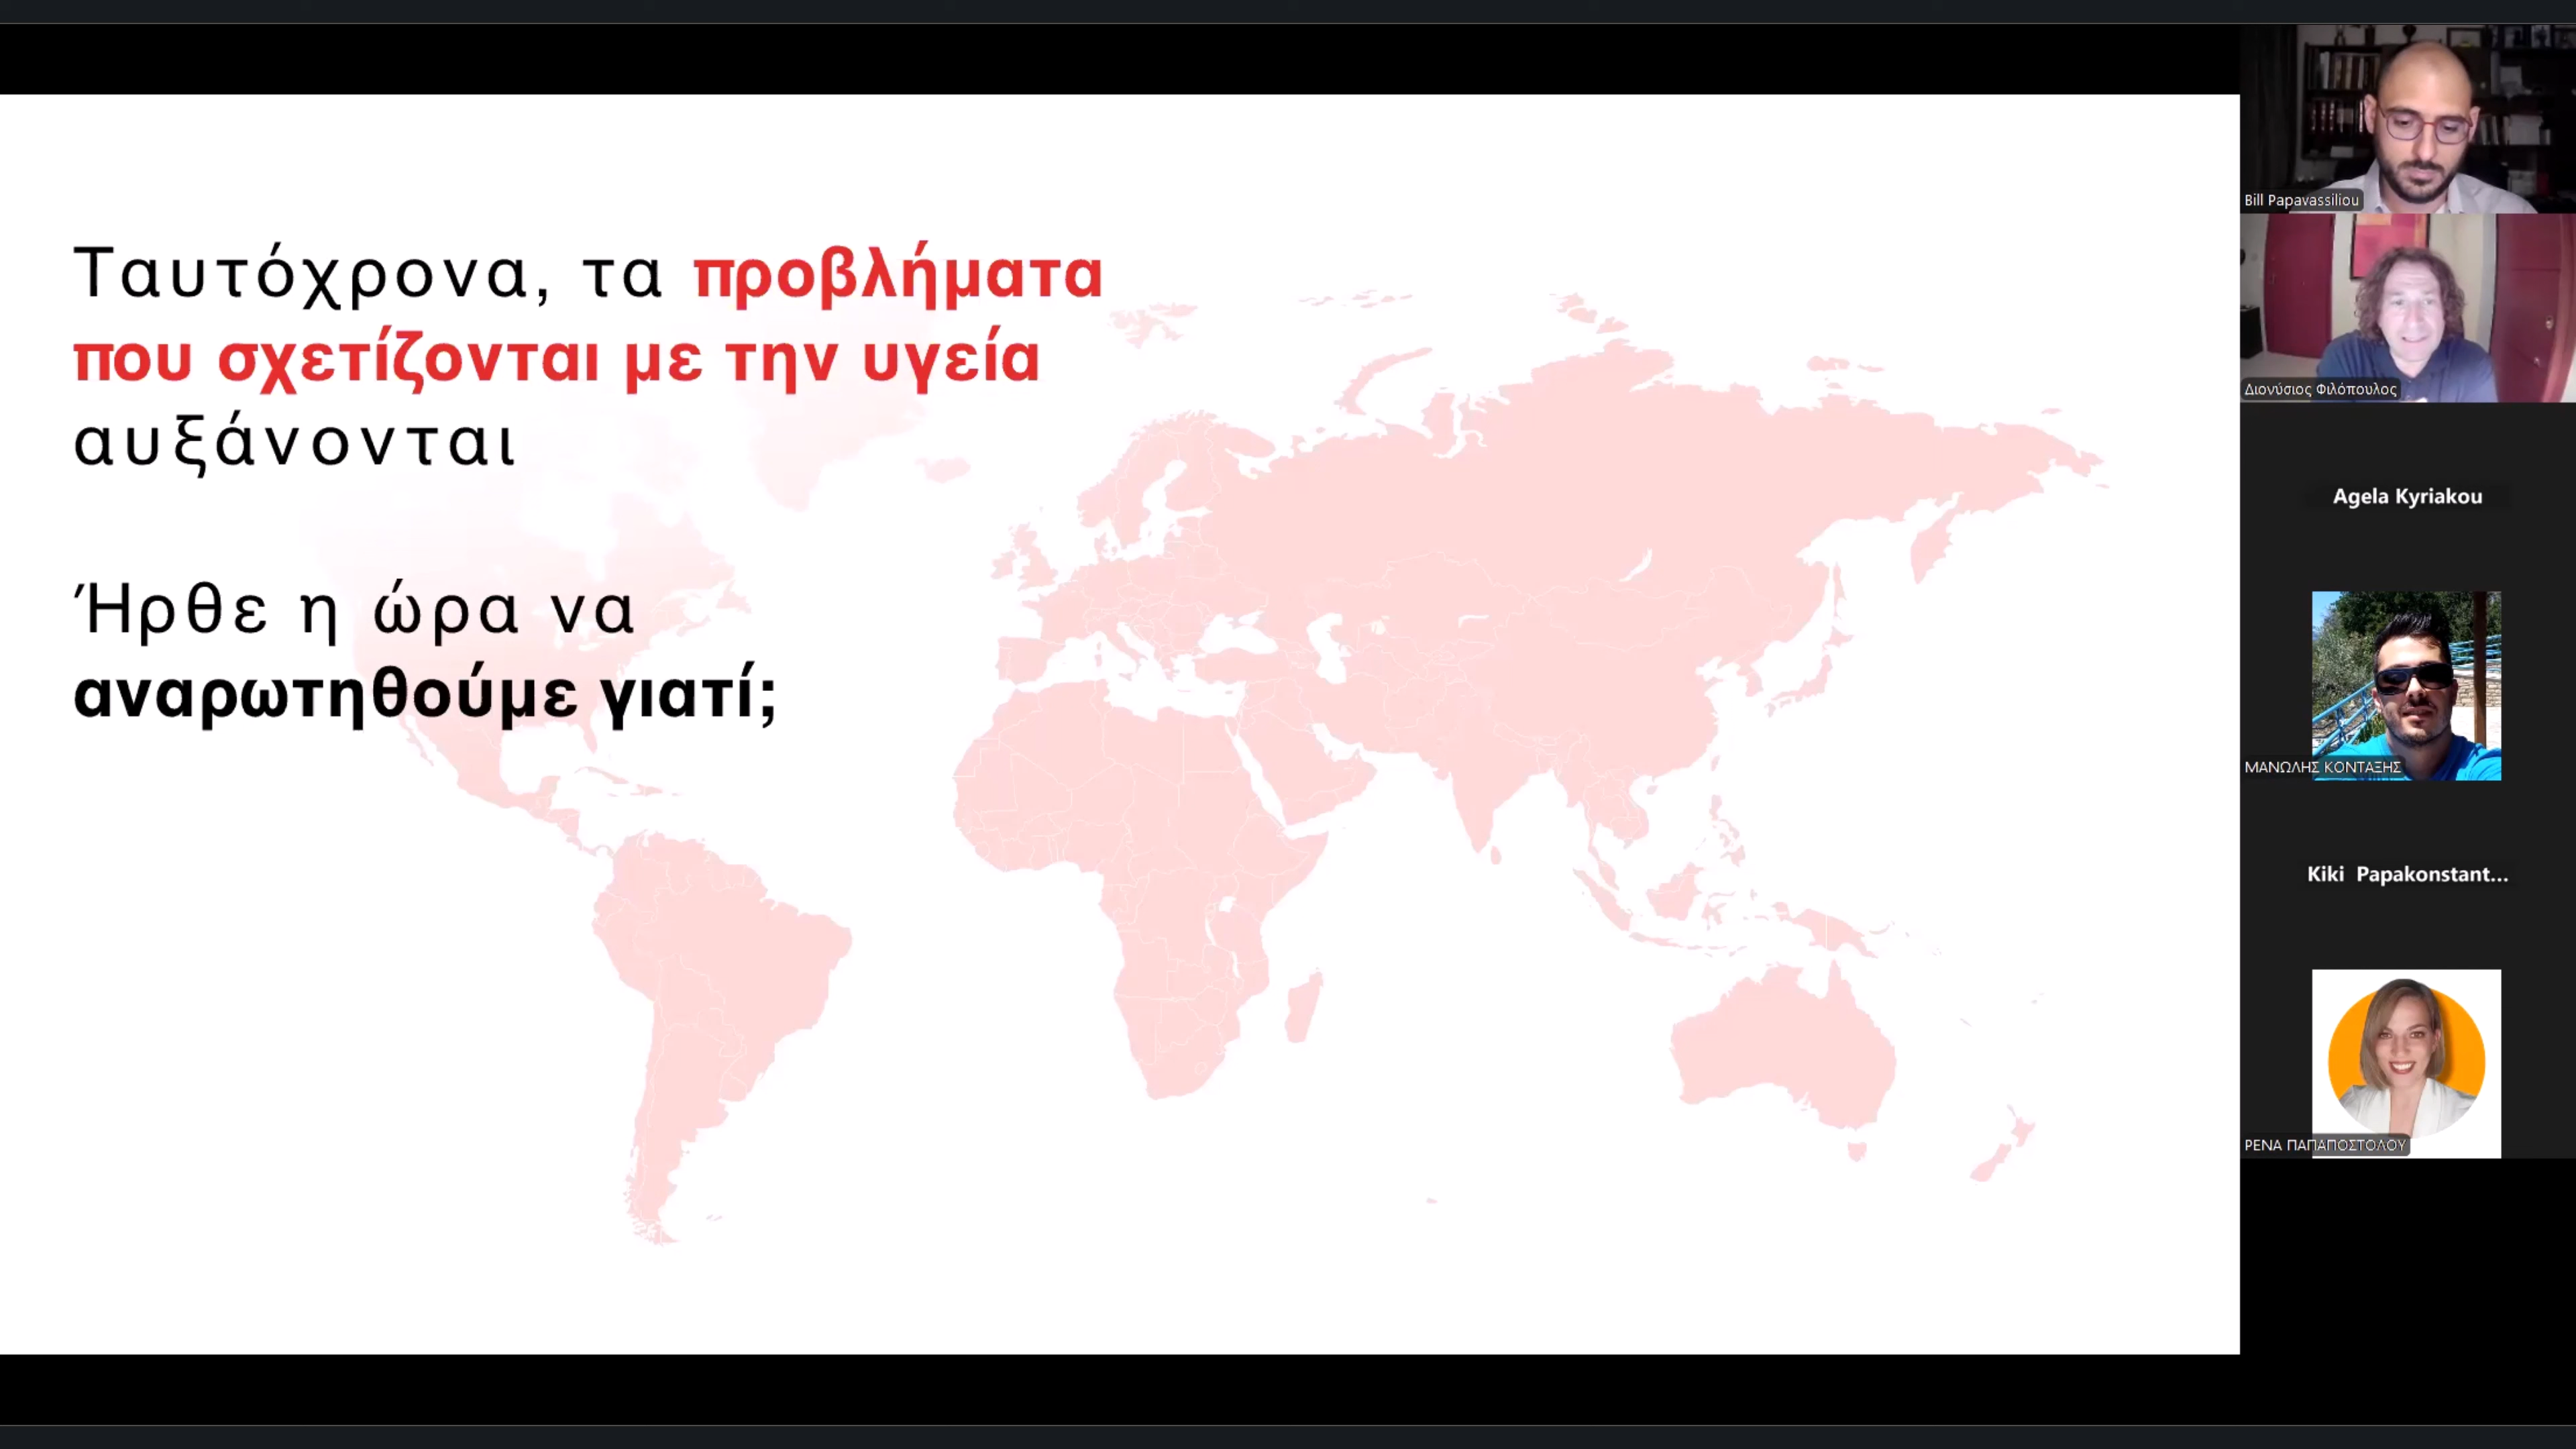 Ταυτόχρονα, τα προβλήματα
που σχετίζονται με την υγεία
αυξάνονται
Ήρθε η ώρα να
αναρωτηθούμε γιατί;
Bill Papavassiliou
Διονύσιος Φιλόπουλος
Agela Kyriakou
ΜΑΝΩΛΗΣ ΚΟΝΤΑΞΗΣ
Kiki Papakonstant...
ΡΕΝΑ ΠΑΠΑΠΟΣΤΟΛΟΥ